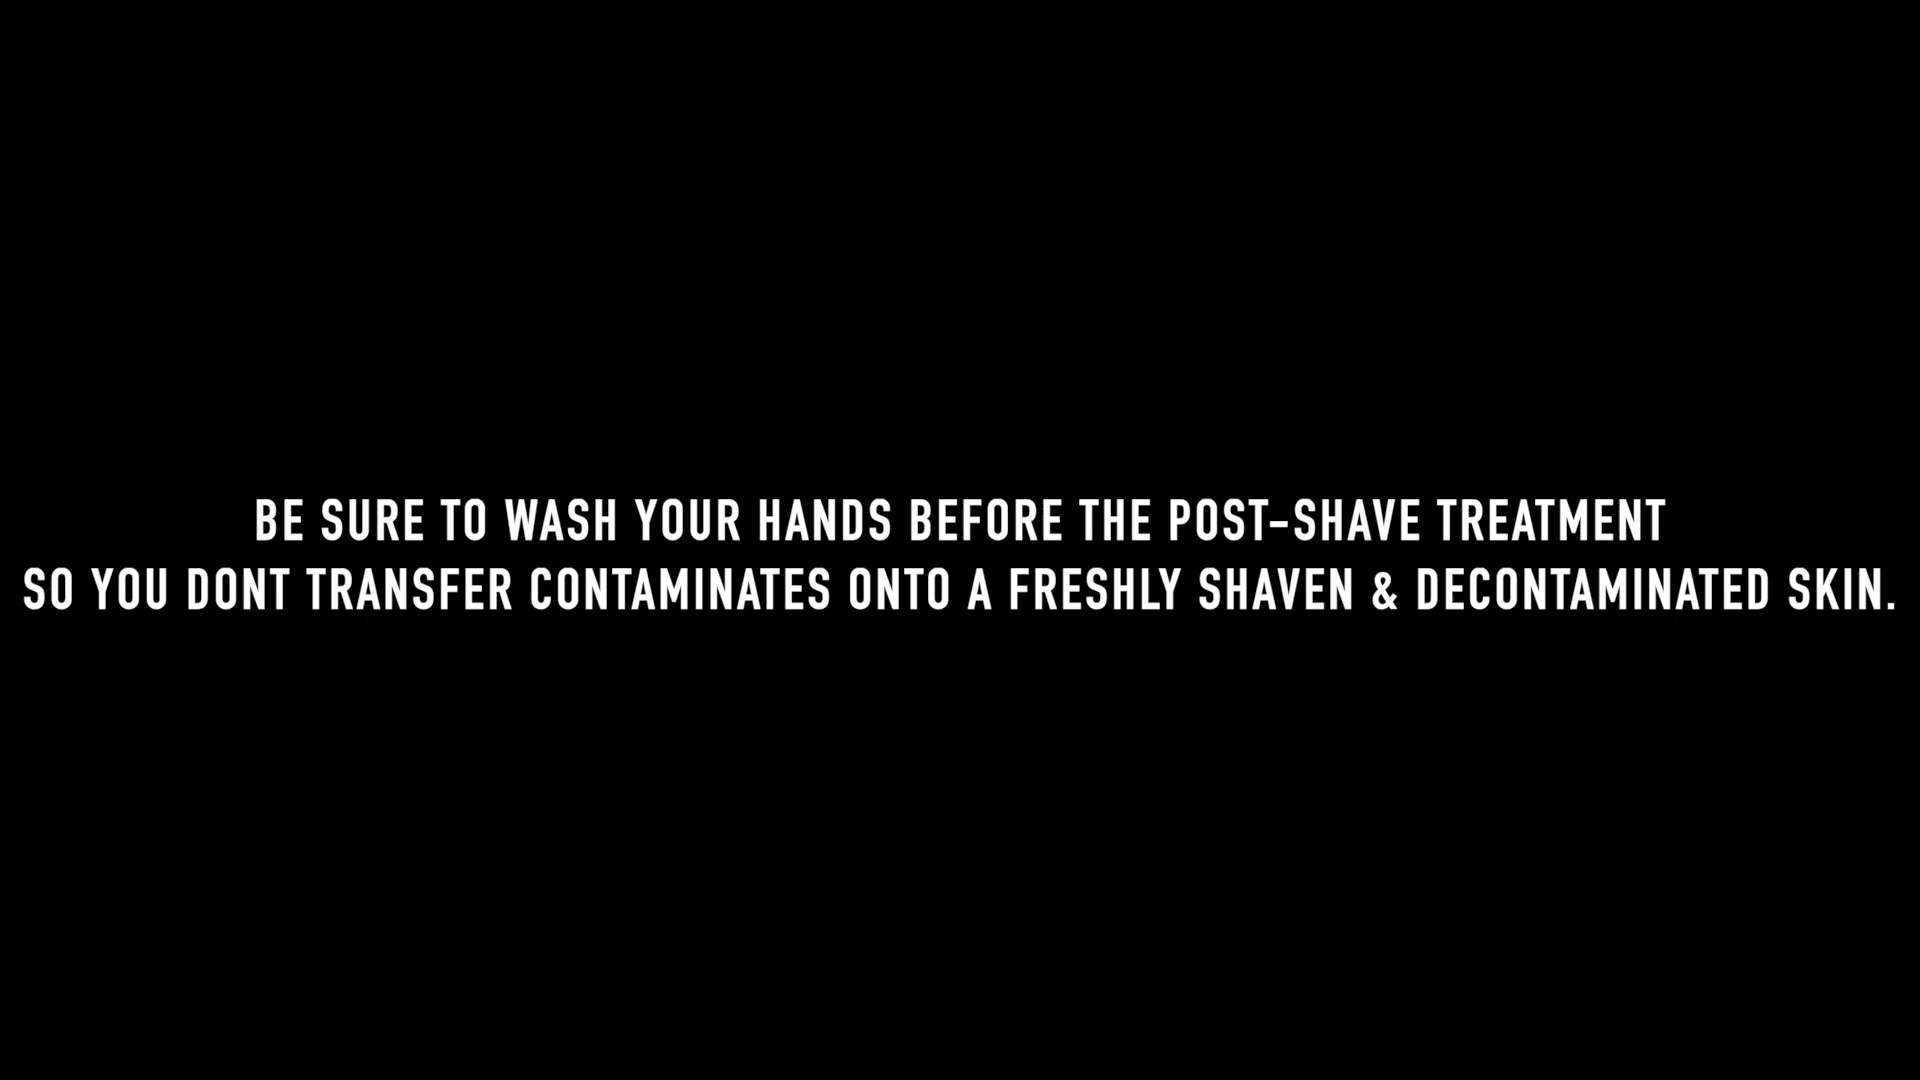 BE SURE TO WASH YOUR HANDS BEFORE THE POST-SHAVE TREATMENT
SO YOU DONT TRANSFER CONTAMINATES ONTO A FRESHLY SHAVEN & DECONTAMINATED SKIN.